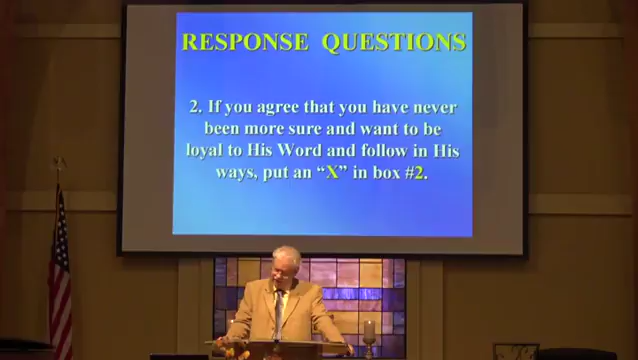 RESPONSE QUESTIONS
2. If you agree that you have never
been more sure and want to be
loyal to His Word and follow in His
ways, put an “X” in box #2.